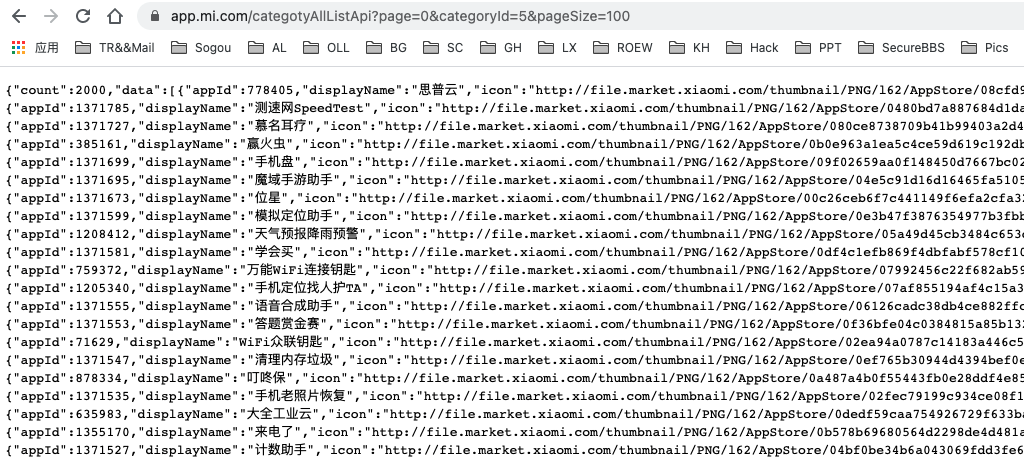 app.mi.com/categotyAllListApi?page=0&categoryId=5&pageSize=100
应用 TR&&Mail Sogou AL OLL BG SC GH LX ROEW KH Hack PPT SecureBBS Pics
{"count":2000,"data":[{"appId":778405,"displayName":"思普云","icon":"http://file.market.xiaomi.com/thumbnail/PNG/l62/AppStore/08cfd9
{"appId":1371785,"displayName":"测速网SpeedTest","icon":"http://file.market.xiaomi.com/thumbnail/PNG/l62/AppStore/0480bd7a887684d1da
{"appId":1371727,"displayName":"慕名耳疗","icon":"http://file.market.xiaomi.com/thumbnail/PNG/l62/AppStore/080ce8738709b41b99403a2d4
{"appId":385161,"displayName":"赢火虫","icon":"http://file.market.xiaomi.com/thumbnail/PNG/l62/AppStore/0b0e963a1ea5c4ce59d619c192db
{"appId":1371699,"displayName":"手机盘","icon":"http://file.market.xiaomi.com/thumbnail/PNG/l62/AppStore/09f02659aa0f148450d7667bc02
{"appId":1371695,"displayName":"魔域手游助手","icon":"http://file.market.xiaomi.com/thumbnail/PNG/l62/AppStore/04e5c91d16d16465fa5105
{"appId":1371673,"displayName":"位星","icon":"http://file.market.xiaomi.com/thumbnail/PNG/l62/AppStore/00c26ceb6f7c441149f6efa2cfa32
{"appId":1371599,"displayName":"模拟定位助手","icon":"http://file.market.xiaomi.com/thumbnail/PNG/l62/AppStore/0e3b47f3876354977b3fbb
{"appId":1208412,"displayName":"天气预报降雨预警","icon":"http://file.market.xiaomi.com/thumbnail/PNG/l62/AppStore/05a49d45cb3484c653c
{"appId":1371581,"displayName":"学会买","icon":"http://file.market.xiaomi.com/thumbnail/PNG/l62/AppStore/0df4c1efb869f4dbfabf578cf10
{"appId":759372,"displayName":"万能WiFi连接钥匙","icon":"http://file.market.xiaomi.com/thumbnail/PNG/l62/AppStore/07992456c22f682ab59
{"appId":1205340,"displayName":"手机定位找人护TA","icon":"http://file.market.xiaomi.com/thumbnail/PNG/l62/AppStore/07af855194af4c15a3
{"appId":1371555,"displayName":"语音合成助手","icon":"http://file.market.xiaomi.com/thumbnail/PNG/l62/AppStore/06126cadc38db4ce882ffc
{"appId":1371553,"displayName":"答题赏金赛","icon":"http://file.market.xiaomi.com/thumbnail/PNG/l62/AppStore/0f36bfe04c0384815a85b132
{"appId":71629,"displayName":"WiFi众联钥匙","icon":"http://file.market.xiaomi.com/thumbnail/PNG/l62/AppStore/02ea94a0787c14183a446c5
{"appId":1371547,"displayName":"清理内存垃圾","icon":"http://file.market.xiaomi.com/thumbnail/PNG/l62/AppStore/0ef765b30944d4394bef0e
{"appId":878334,"displayName":"叮咚保","icon":"http://file.market.xiaomi.com/thumbnail/PNG/l62/AppStore/0a487a4b0f55443fb0e28ddf4e85
{"appId":1371535,"displayName":"手机老照片恢复","icon":"http://file.market.xiaomi.com/thumbnail/PNG/l62/AppStore/02fec79199c934ce08f1
{"appId":635983,"displayName":"大全工业云","icon":"http://file.market.xiaomi.com/thumbnail/PNG/l62/AppStore/0dedf59caa754926729f633ba
{"appId":1355170,"displayName":"来电了","icon":"http://file.market.xiaomi.com/thumbnail/PNG/l62/AppStore/0b578b69680564d2298de4d481a
{"appId":1371527,"displayName":"计数助手","icon":"http://file.market.xiaomi.com/thumbnail/PNG/l62/AppStore/04bf0be34b6a043069fdd3fe6